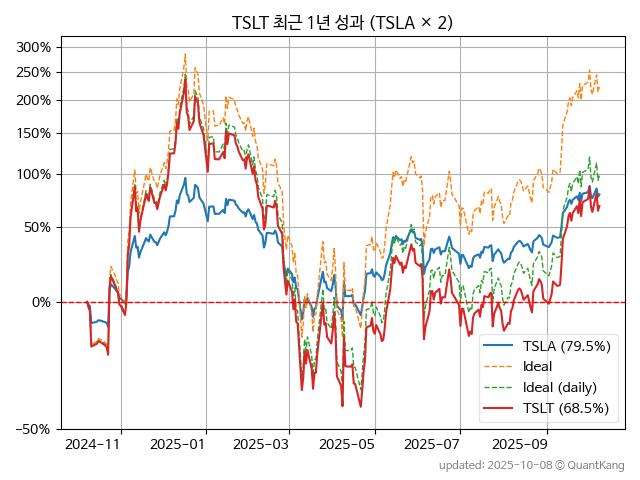 TSLT 최근 1년 성과 (TSLA × 2)
300%
250%
200%
150%
100%
50%
0%
−50%
TSLA (79.5%)
Ideal
Ideal (daily)
TSLT (68.5%)
2024-11
2025-01
2025-03
2025-05
2025-07
2025-09
updated: 2025-10-08 © QuantKang